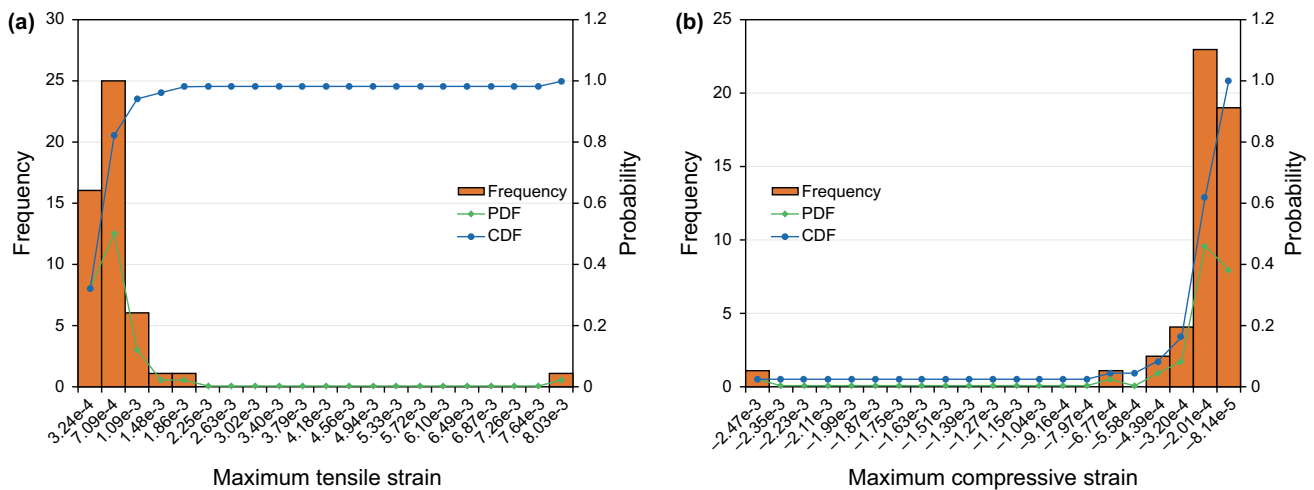 (a)
30
25
20
15
10
5
0
Frequency
1.2
1.0
0.8
0.6
0.4
0.2
0
Probability
Frequency
PDF
CDF
3.24e-4
7.09e-4
1.09e-3
1.48e-3
1.86e-3
2.25e-3
2.63e-3
3.02e-3
3.40e-3
3.79e-3
4.18e-3
4.56e-3
4.94e-3
5.33e-3
5.72e-3
6.10e-3
6.49e-3
6.87e-3
7.26e-3
7.64e-3
8.03e-3
Maximum tensile strain
(b)
25
20
15
10
5
0
Frequency
1.2
1.0
0.8
0.6
0.4
0.2
0
Probability
Frequency
PDF
CDF
–2.47e-3
–2.35e-3
–2.23e-3
–2.11e-3
–1.99e-3
–1.87e-3
–1.75e-3
–1.63e-3
–1.51e-3
–1.39e-3
–1.27e-3
–1.15e-3
–1.04e-4
–9.16e-4
–7.97e-4
–6.77e-4
–5.58e-4
–4.39e-4
–3.20e-4
–2.01e-4
–8.14e-5
Maximum compressive strain